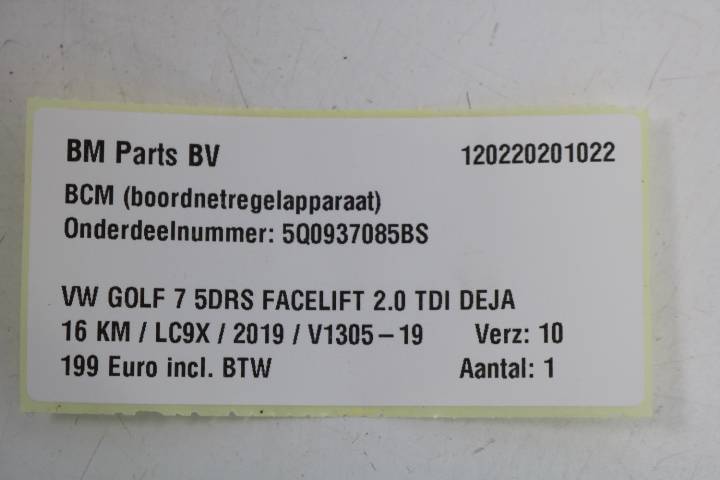 BM Parts BV 120220201022
BCM (boordnetregelapparaat)
Onderdeelnummer: 5Q0937085BS
VW GOLF 7 5DRS FACELIFT 2.0 TDI DEJA
16 KM / LC9X / 2019 / V1305-19 Verz: 10
199 Euro incl. BTW Aantal: 1